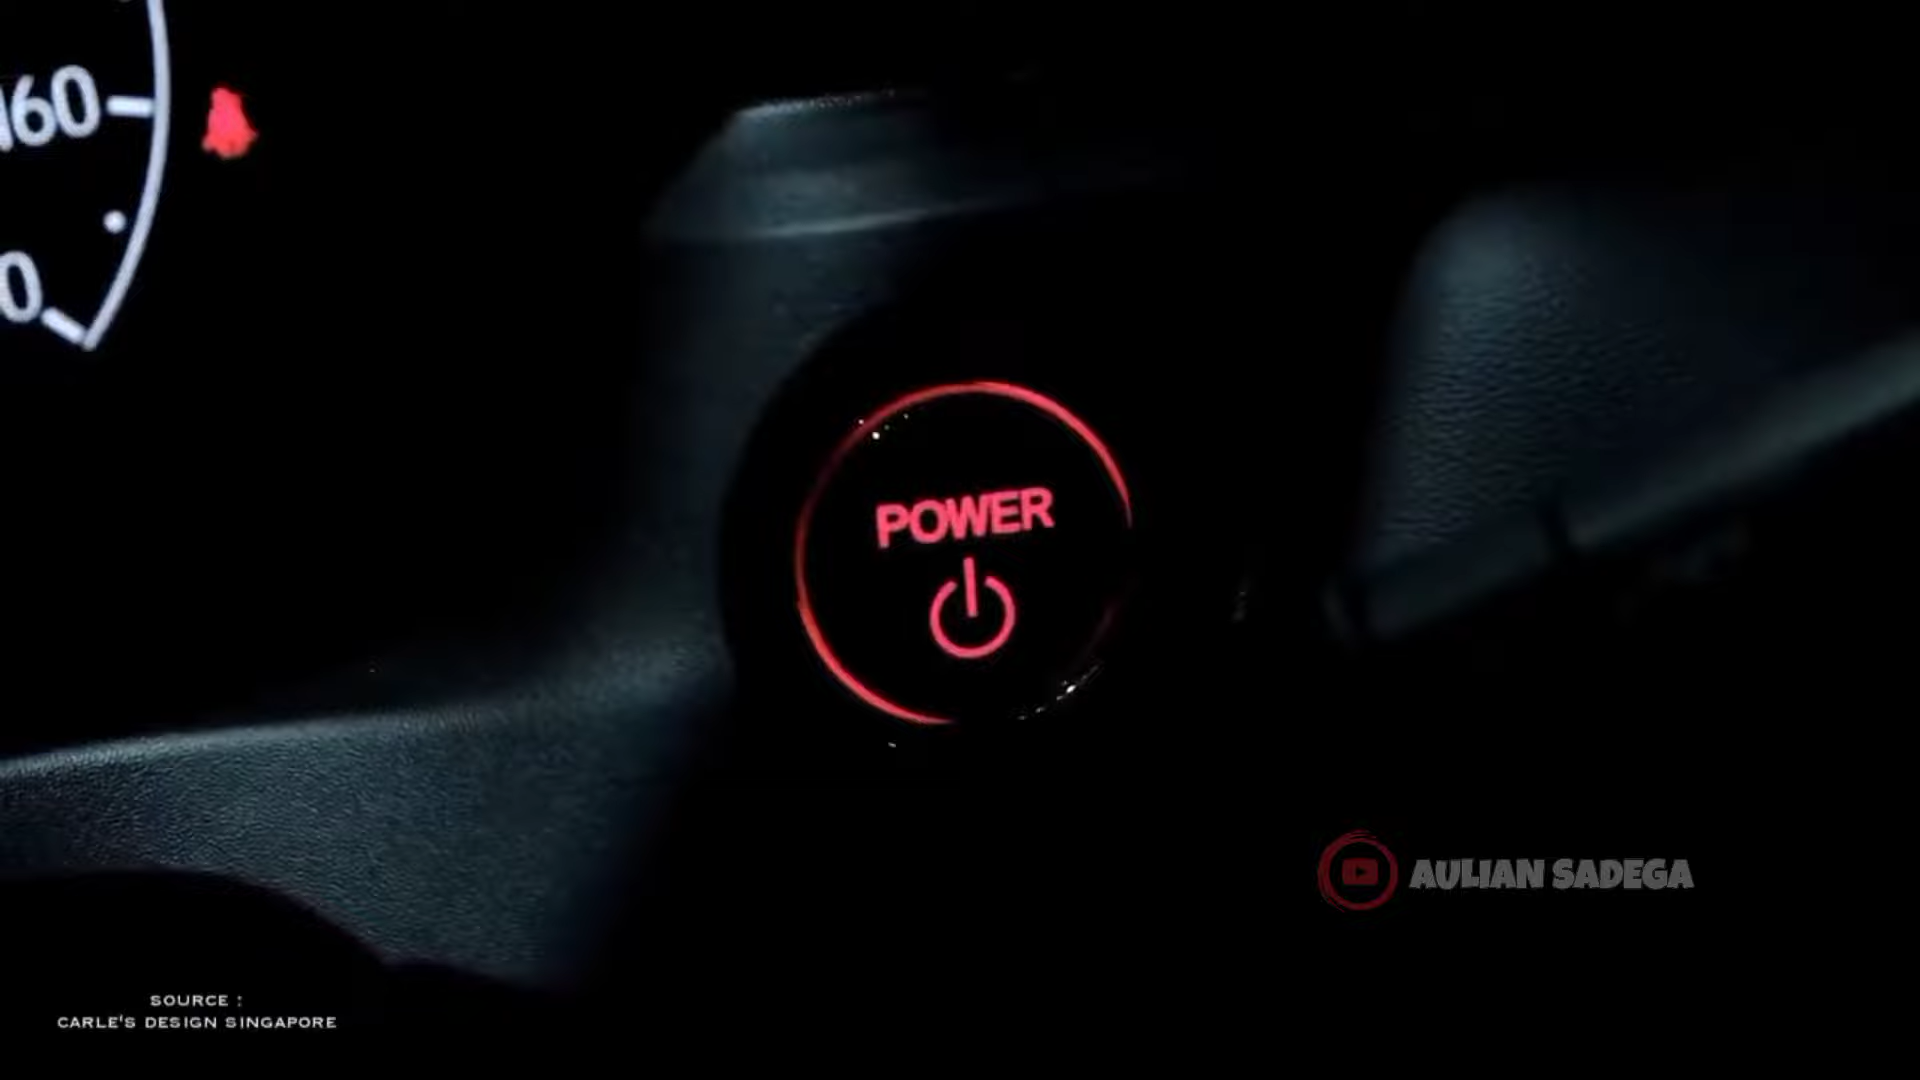 160
POWER
AULIAN SADEGA
SOURCE :
CARLE'S DESIGN SINGAPORE